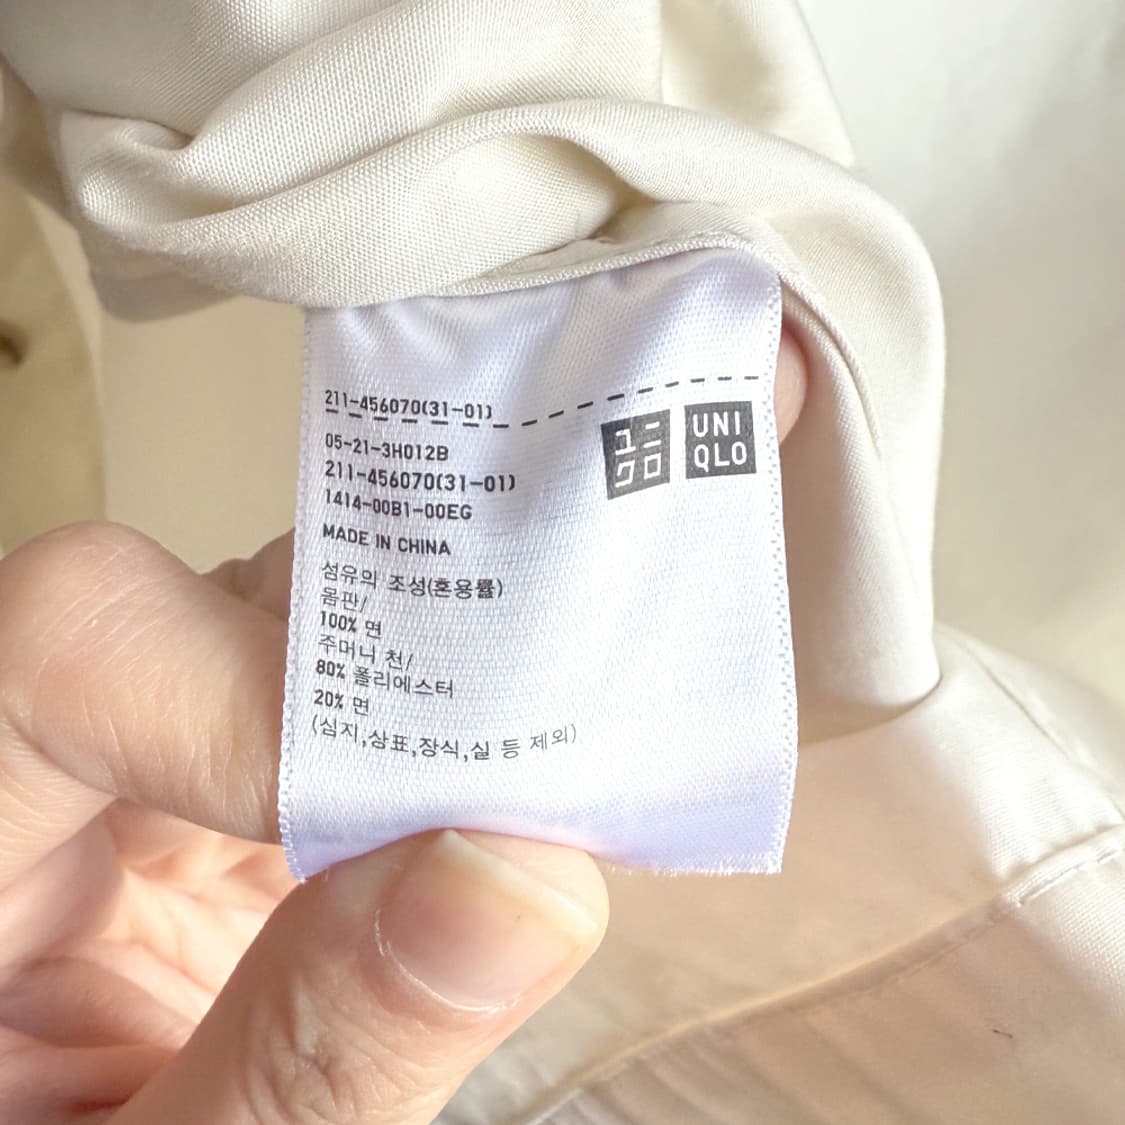 211-456070(31-01)
ユニ
クロ
UNI
QLO
05-21-3H012B
211-456070(31-01)
1414-00B1-00EG
MADE IN CHINA
섬유의 조성(혼용률)
몸판/
100% 면
주머니 천/
80% 폴리에스터
20% 면
(심지,상표,장식,실 등 제외)